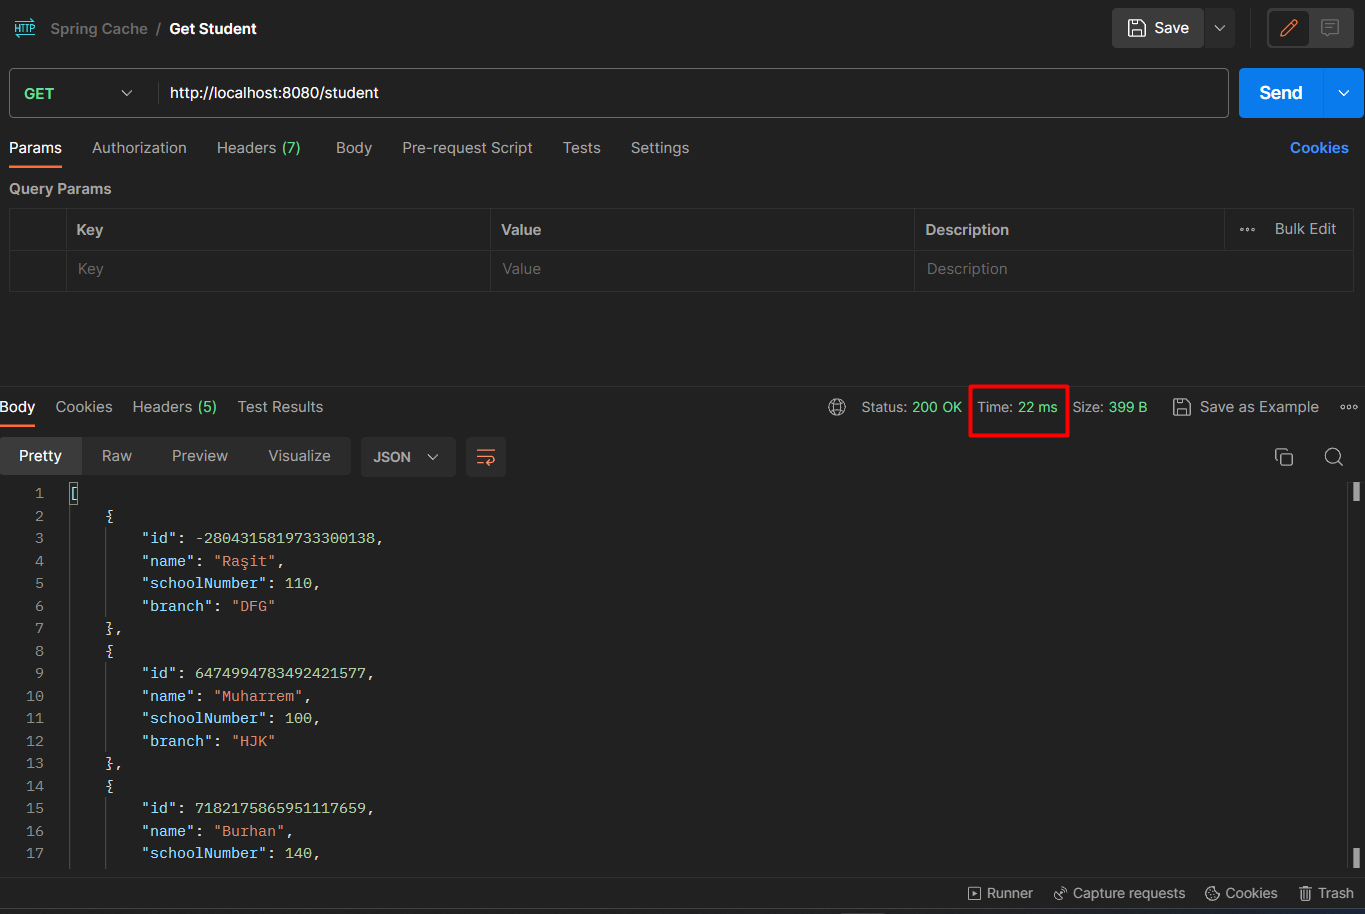 HTTP Spring Cache / Get Student Save
GET http://localhost:8080/student Send
Params Authorization Headers (7) Body Pre-request Script Tests Settings Cookies
Query Params
Key Value Description Bulk Edit
Key Value Description
Body Cookies Headers (5) Test Results Status: 200 OK Time: 22 ms Size: 399 B Save as Example
Pretty Raw Preview Visualize JSON
1 [
2 {
3 "id": -2804315819733300138,
4 "name": "Raşit",
5 "schoolNumber": 110,
6 "branch": "DFG"
7 },
8 {
9 "id": 6474994783492421577,
10 "name": "Muharrem",
11 "schoolNumber": 100,
12 "branch": "HJK"
13 },
14 {
15 "id": 7182175865951117659,
16 "name": "Burhan",
17 "schoolNumber": 140,
Runner Capture requests Cookies Trash